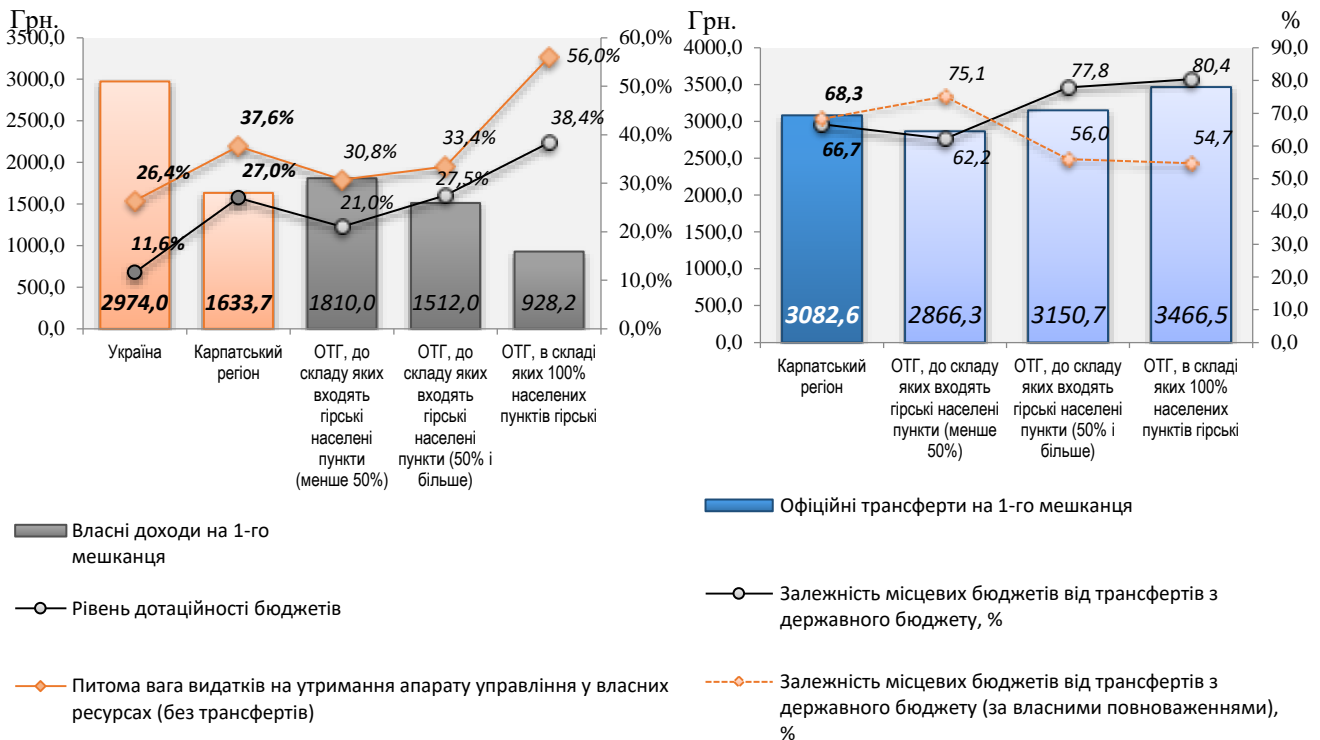 Грн.
3500,0
3000,0
2500,0
2000,0
1500,0
1000,0
500,0
0,0
60,0%
50,0%
40,0%
30,0%
20,0%
10,0%
0,0%
26,4%
37,6%
30,8%
33,4%
56,0%
11,6%
27,0%
21,0%
27,5%
38,4%
2974,0
1633,7
1810,0
1512,0
928,2
Україна
Карпатський
регіон
ОТГ, до
складу яких
входять
гірські
населені
пункти
(менше 50%)
ОТГ, до
складу яких
входять
гірські
населені
пункти (50% і
більше)
ОТГ, в складі
яких 100%
населених
пунктів гірські
Власні доходи на 1-го
мешканця
Рівень дотаційності бюджетів
Питома вага видатків на утримання апарату управління у власних
ресурсах (без трансфертів)
Грн.
%
4000,0
3500,0
3000,0
2500,0
2000,0
1500,0
1000,0
500,0
0,0
90,0
80,0
70,0
60,0
50,0
40,0
30,0
20,0
10,0
0,0
68,3
75,1
77,8
80,4
66,7
62,2
56,0
54,7
3082,6
2866,3
3150,7
3466,5
Карпатський
регіон
ОТГ, до складу
яких входять
гірські населені
пункти (менше
50%)
ОТГ, до складу
яких входять
гірські населені
пункти (50% і
більше)
ОТГ, в складі
яких 100%
населених
пунктів гірські
Офіційні трансферти на 1-го мешканця
Залежність місцевих бюджетів від трансфертів з
державного бюджету, %
Залежність місцевих бюджетів від трансфертів з
державного бюджету (за власними повноваженнями),
%